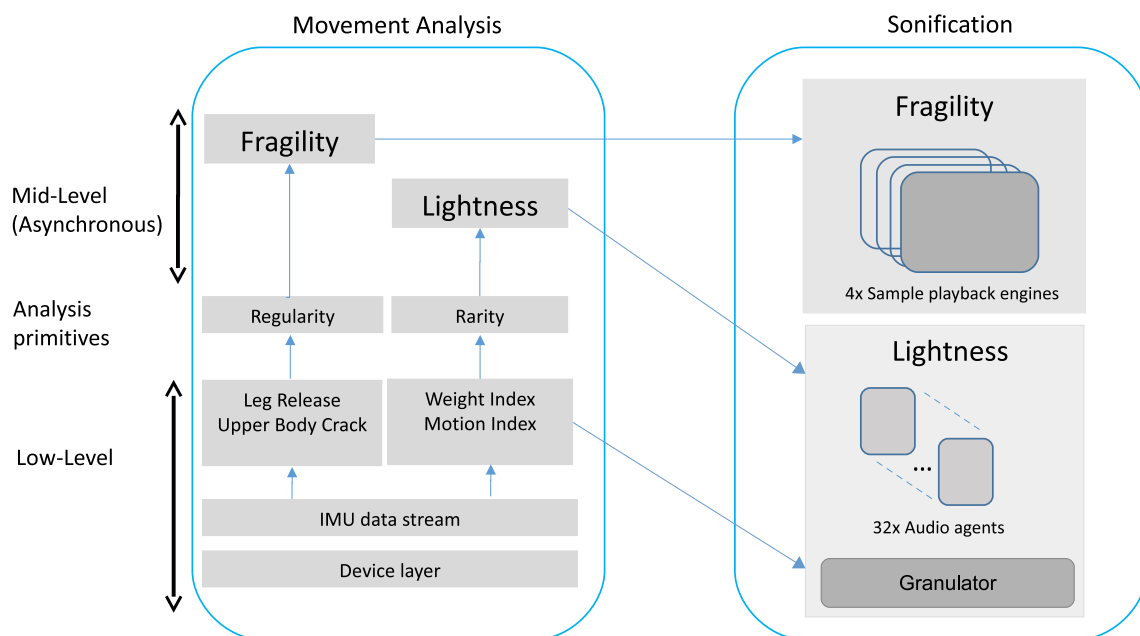 Movement Analysis
Sonification
Mid-Level
(Asynchronous)
Analysis
primitives
Low-Level
Fragility
Lightness
Regularity
Rarity
Leg Release
Upper Body Crack
Weight Index
Motion Index
IMU data stream
Device layer
Fragility
4x Sample playback engines
Lightness
...
32x Audio agents
Granulator